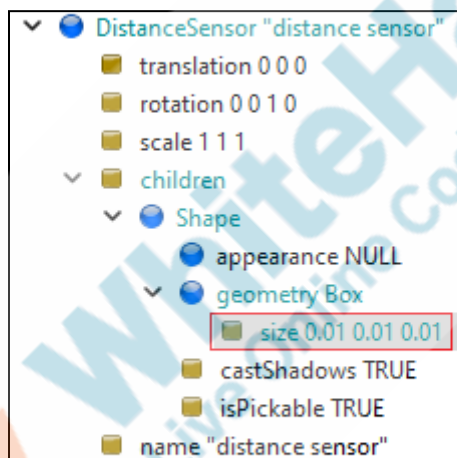 DistanceSensor "distance sensor"
translation 0 0 0
rotation 0 0 1 0
scale 1 1 1
children
Shape
appearance NULL
geometry Box
size 0.01 0.01 0.01
castShadows TRUE
isPickable TRUE
name "distance sensor"